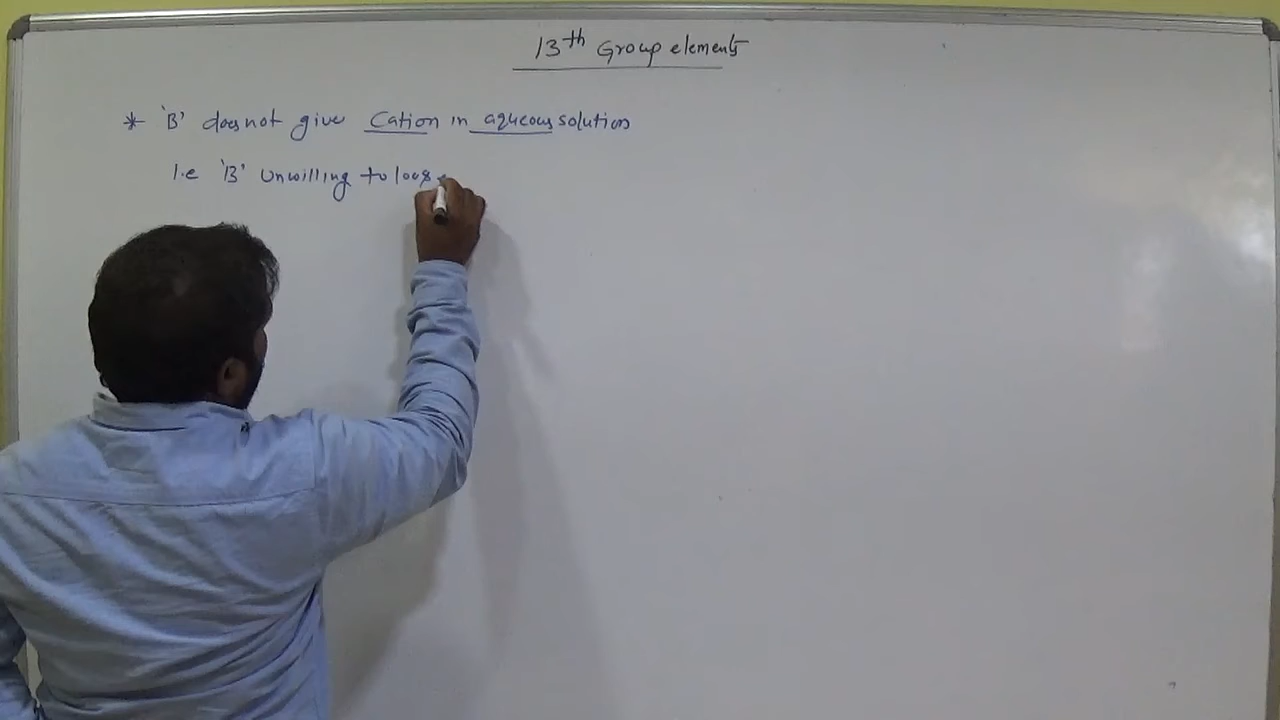 13th Group elements
* 'B' does not give Cation in aqueous solution
I.e 'B' unwilling to loose